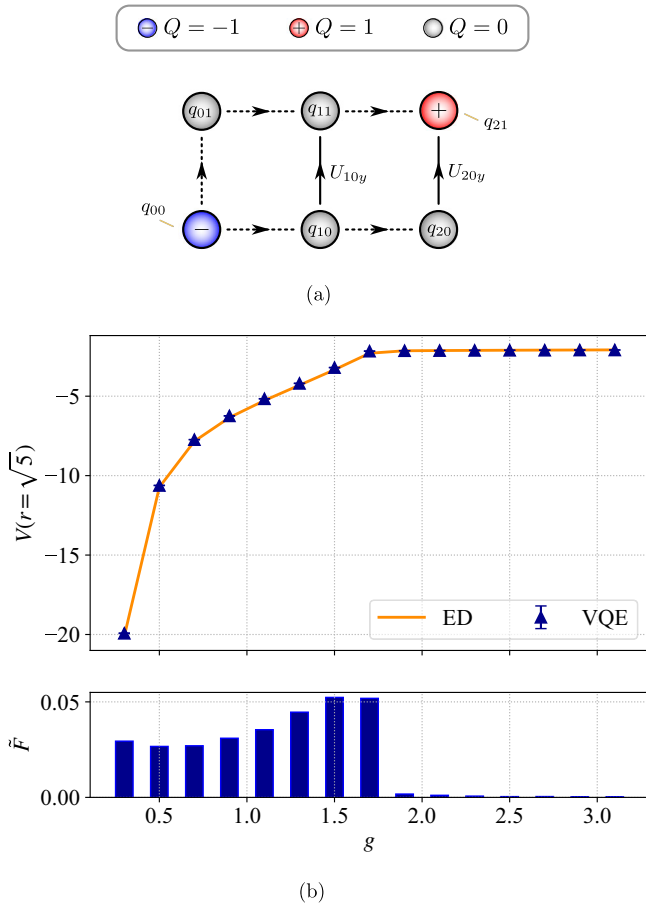 − Q = −1 + Q = 1 Q = 0
q01 q11 + q21
U10y U20y
q00 − q10 q20
(a)
V(r = √5)
−5
−10
−15
−20
ED VQE
F̃
0.05
0.00
0.5 1.0 1.5 2.0 2.5 3.0
g
(b)